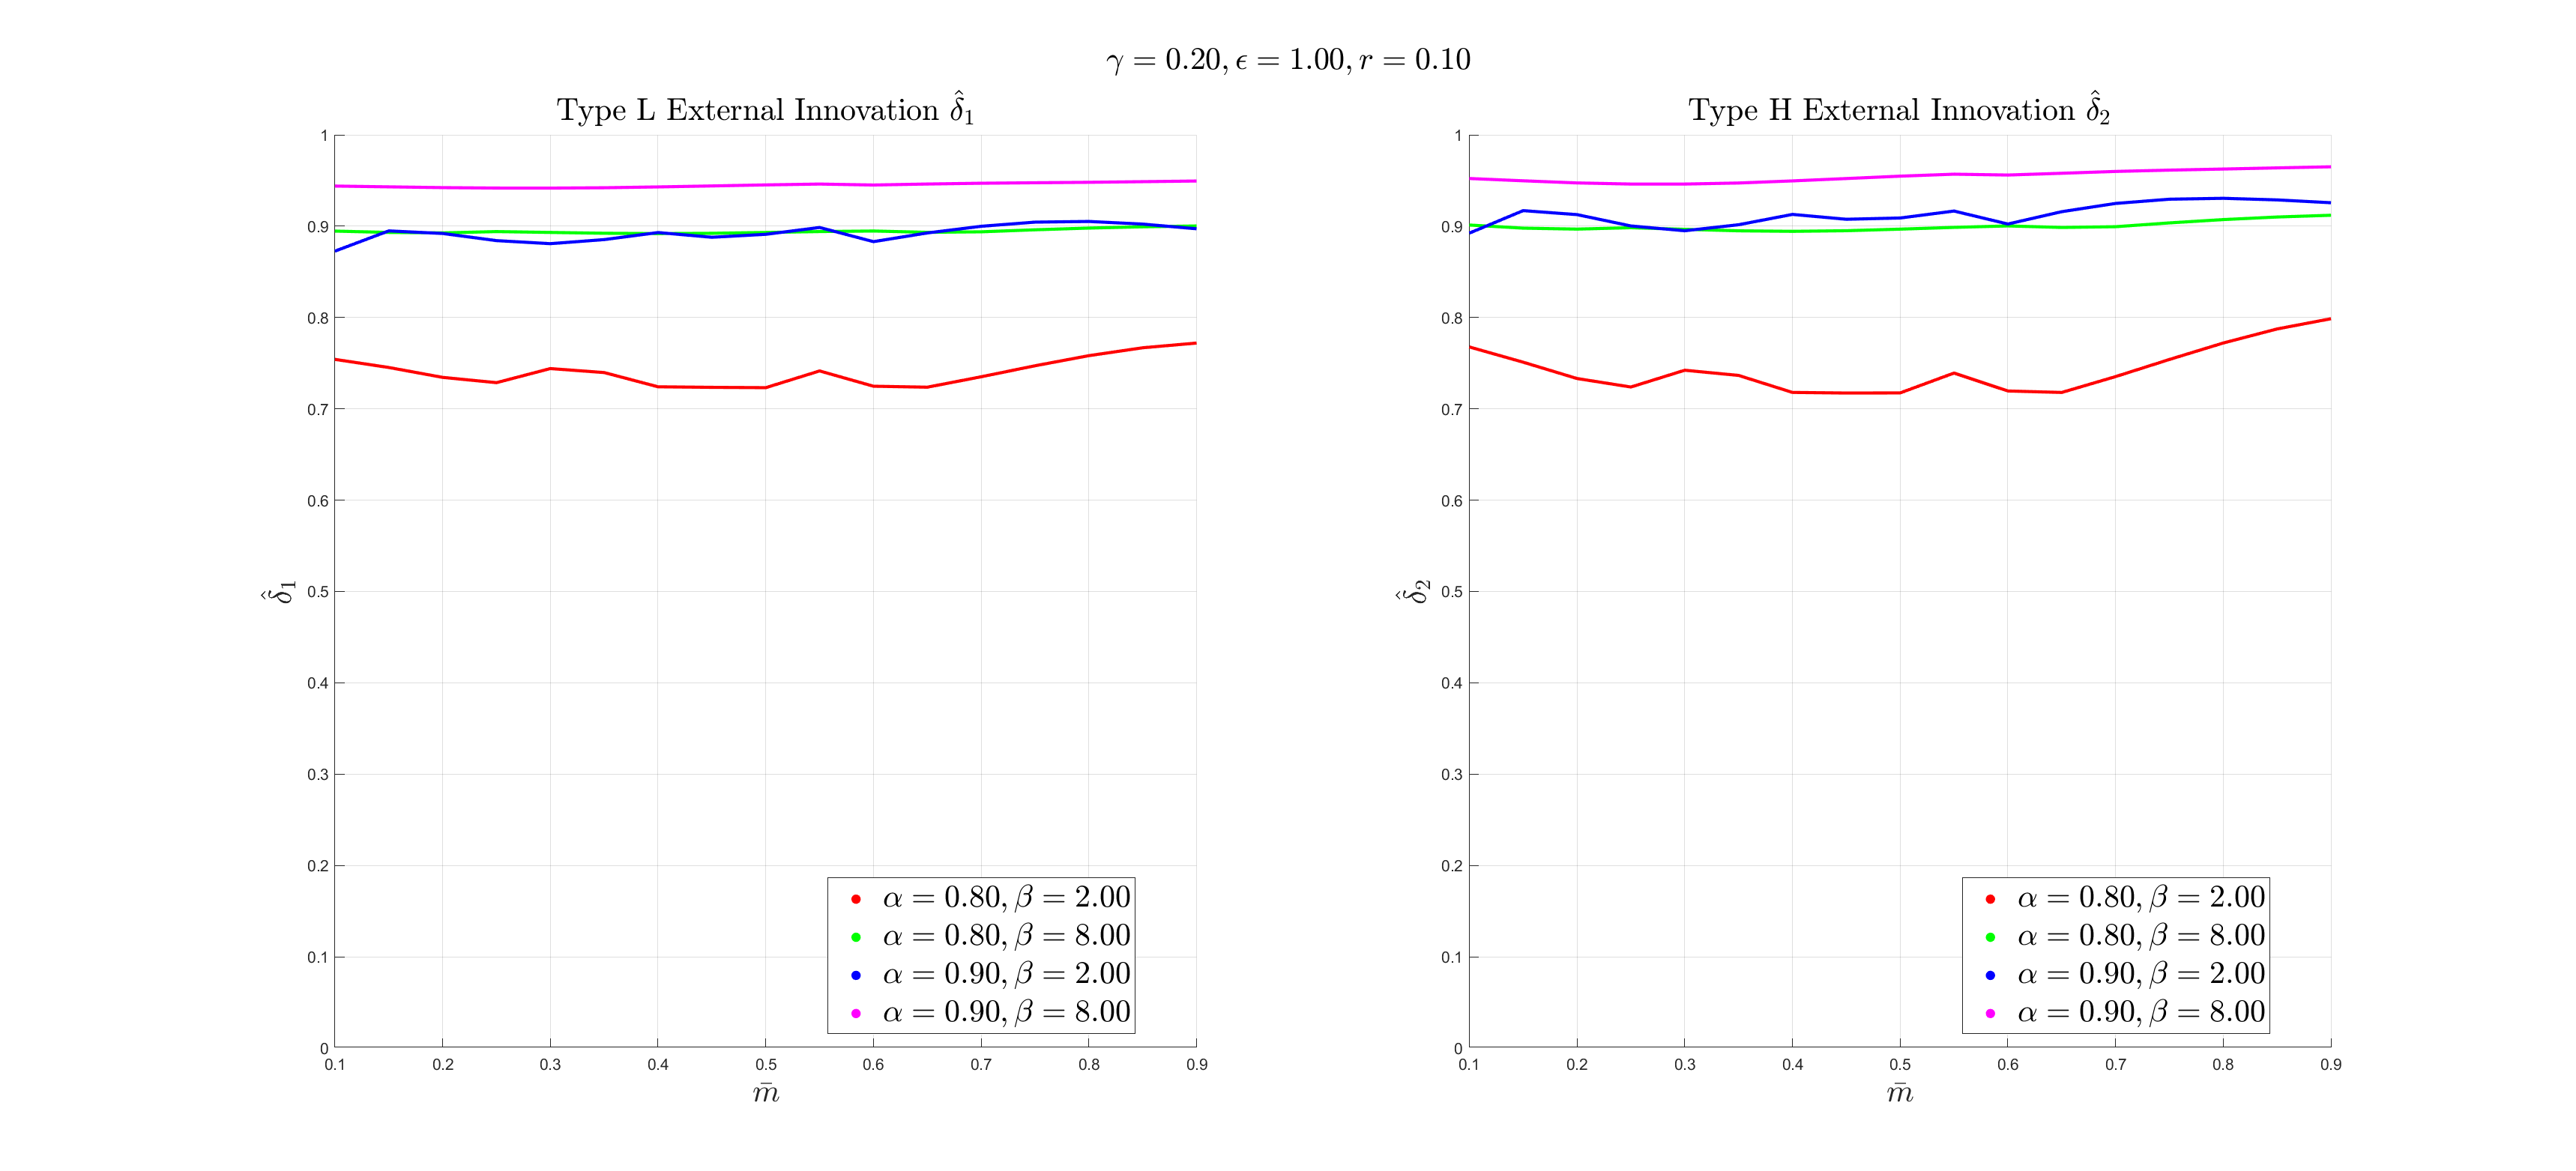 γ = 0.20, ϵ = 1.00, r = 0.10
Type L External Innovation δ̂₁
1
0.9
0.8
0.7
0.6
0.5
0.4
0.3
0.2
0.1
0
δ̂₁
0.1 0.2 0.3 0.4 0.5 0.6 0.7 0.8 0.9
m̄
α = 0.80, β = 2.00
α = 0.80, β = 8.00
α = 0.90, β = 2.00
α = 0.90, β = 8.00
Type H External Innovation δ̂₂
1
0.9
0.8
0.7
0.6
0.5
0.4
0.3
0.2
0.1
0
δ̂₂
0.1 0.2 0.3 0.4 0.5 0.6 0.7 0.8 0.9
m̄
α = 0.80, β = 2.00
α = 0.80, β = 8.00
α = 0.90, β = 2.00
α = 0.90, β = 8.00